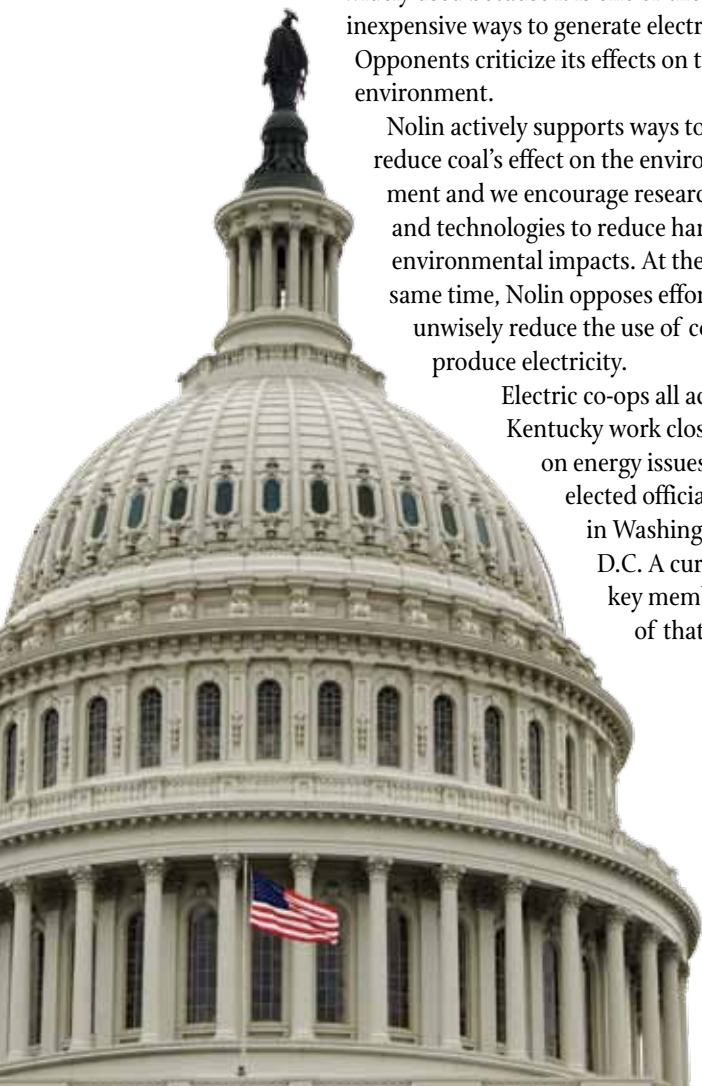 inexpensive ways to generate electr
Opponents criticize its effects on t
environment.
Nolin actively supports ways to
reduce coal’s effect on the enviro
ment and we encourage researc
and technologies to reduce har
environmental impacts. At the
same time, Nolin opposes effor
unwisely reduce the use of c
produce electricity.
Electric co-ops all ac
Kentucky work clos
on energy issues
elected officia
in Washing
D.C. A cur
key mem
of that